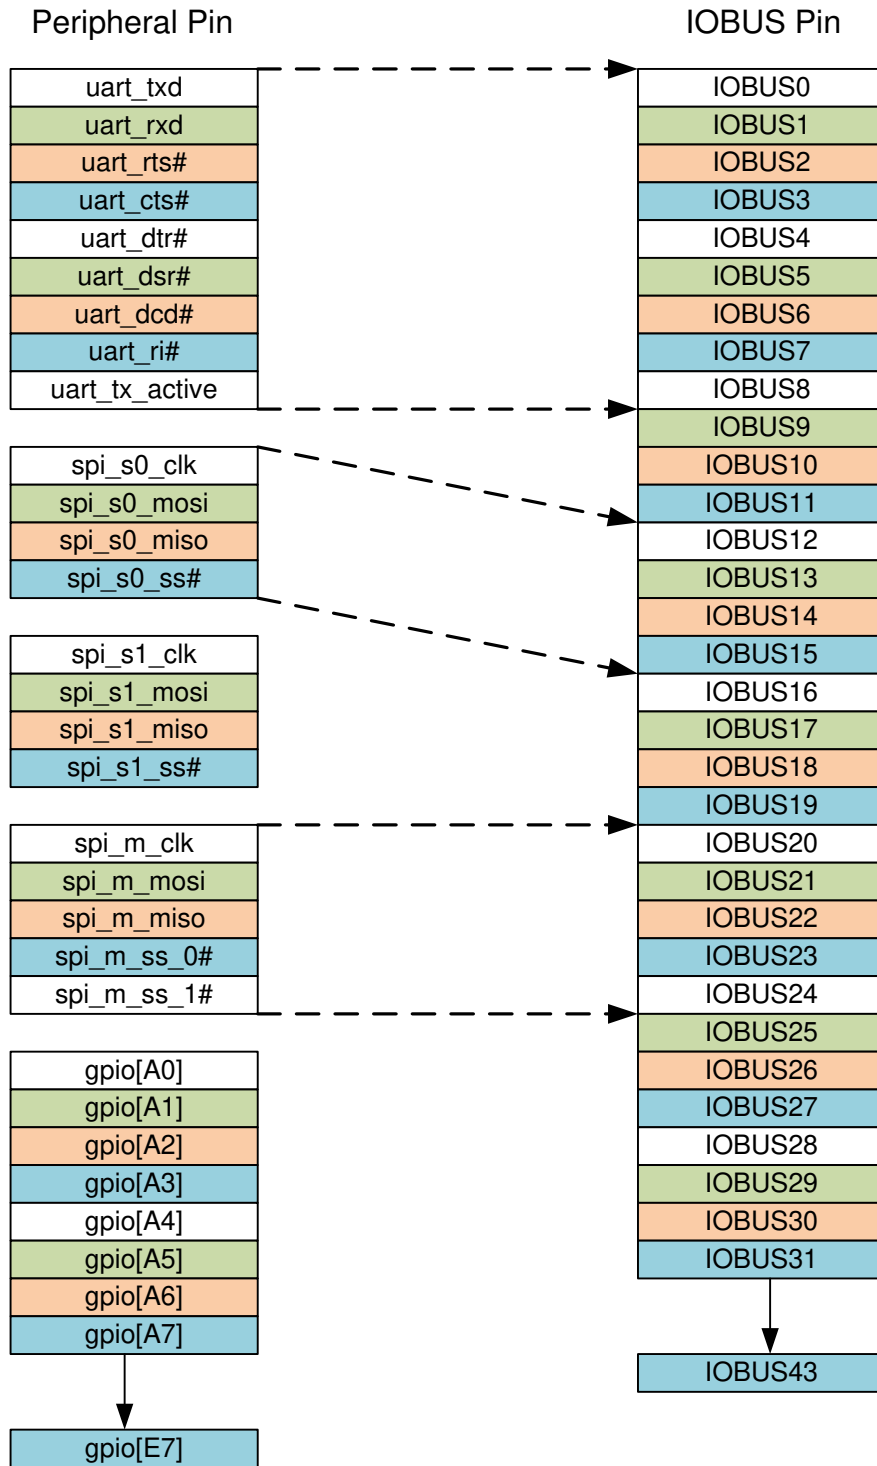 Peripheral Pin
uart_txd
uart_rxd
uart_rts#
uart_cts#
uart_dtr#
uart_dsr#
uart_dcd#
uart_ri#
uart_tx_active
spi_s0_clk
spi_s0_mosi
spi_s0_miso
spi_s0_ss#
spi_s1_clk
spi_s1_mosi
spi_s1_miso
spi_s1_ss#
spi_m_clk
spi_m_mosi
spi_m_miso
spi_m_ss_0#
spi_m_ss_1#
gpio[A0]
gpio[A1]
gpio[A2]
gpio[A3]
gpio[A4]
gpio[A5]
gpio[A6]
gpio[A7]
gpio[E7]
IOBUS Pin
IOBUS0
IOBUS1
IOBUS2
IOBUS3
IOBUS4
IOBUS5
IOBUS6
IOBUS7
IOBUS8
IOBUS9
IOBUS10
IOBUS11
IOBUS12
IOBUS13
IOBUS14
IOBUS15
IOBUS16
IOBUS17
IOBUS18
IOBUS19
IOBUS20
IOBUS21
IOBUS22
IOBUS23
IOBUS24
IOBUS25
IOBUS26
IOBUS27
IOBUS28
IOBUS29
IOBUS30
IOBUS31
IOBUS43